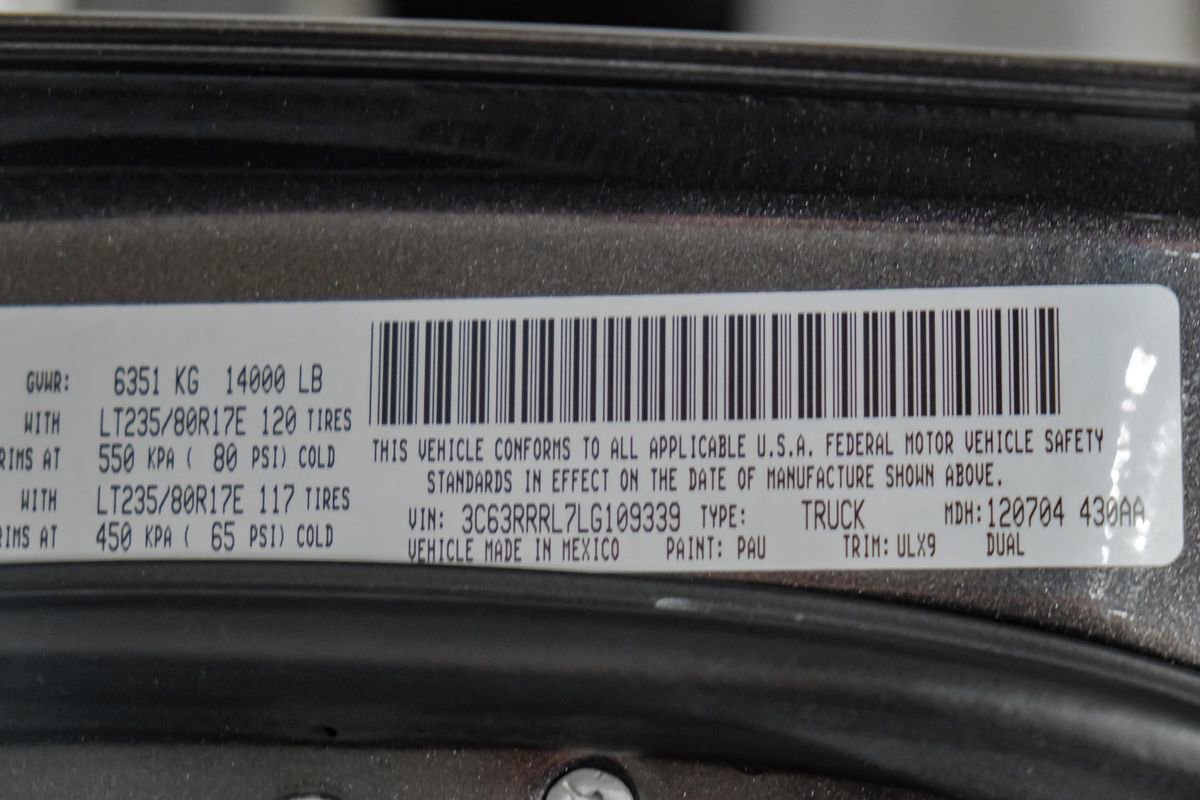 GVWR: 6351 KG 14000 LB
WITH LT235/80R17E 120 TIRES
RIMS AT 550 KPA ( 80 PSI) COLD
WITH LT235/80R17E 117 TIRES
RIMS AT 450 KPA ( 65 PSI) COLD
THIS VEHICLE CONFORMS TO ALL APPLICABLE U.S.A. FEDERAL MOTOR VEHICLE SAFETY
STANDARDS IN EFFECT ON THE DATE OF MANUFACTURE SHOWN ABOVE.
VIN: 3C63RRRL7LG109339 TYPE: TRUCK MDH:120704 430AA
VEHICLE MADE IN MEXICO PAINT: PAU TRIM: ULX9 DUAL